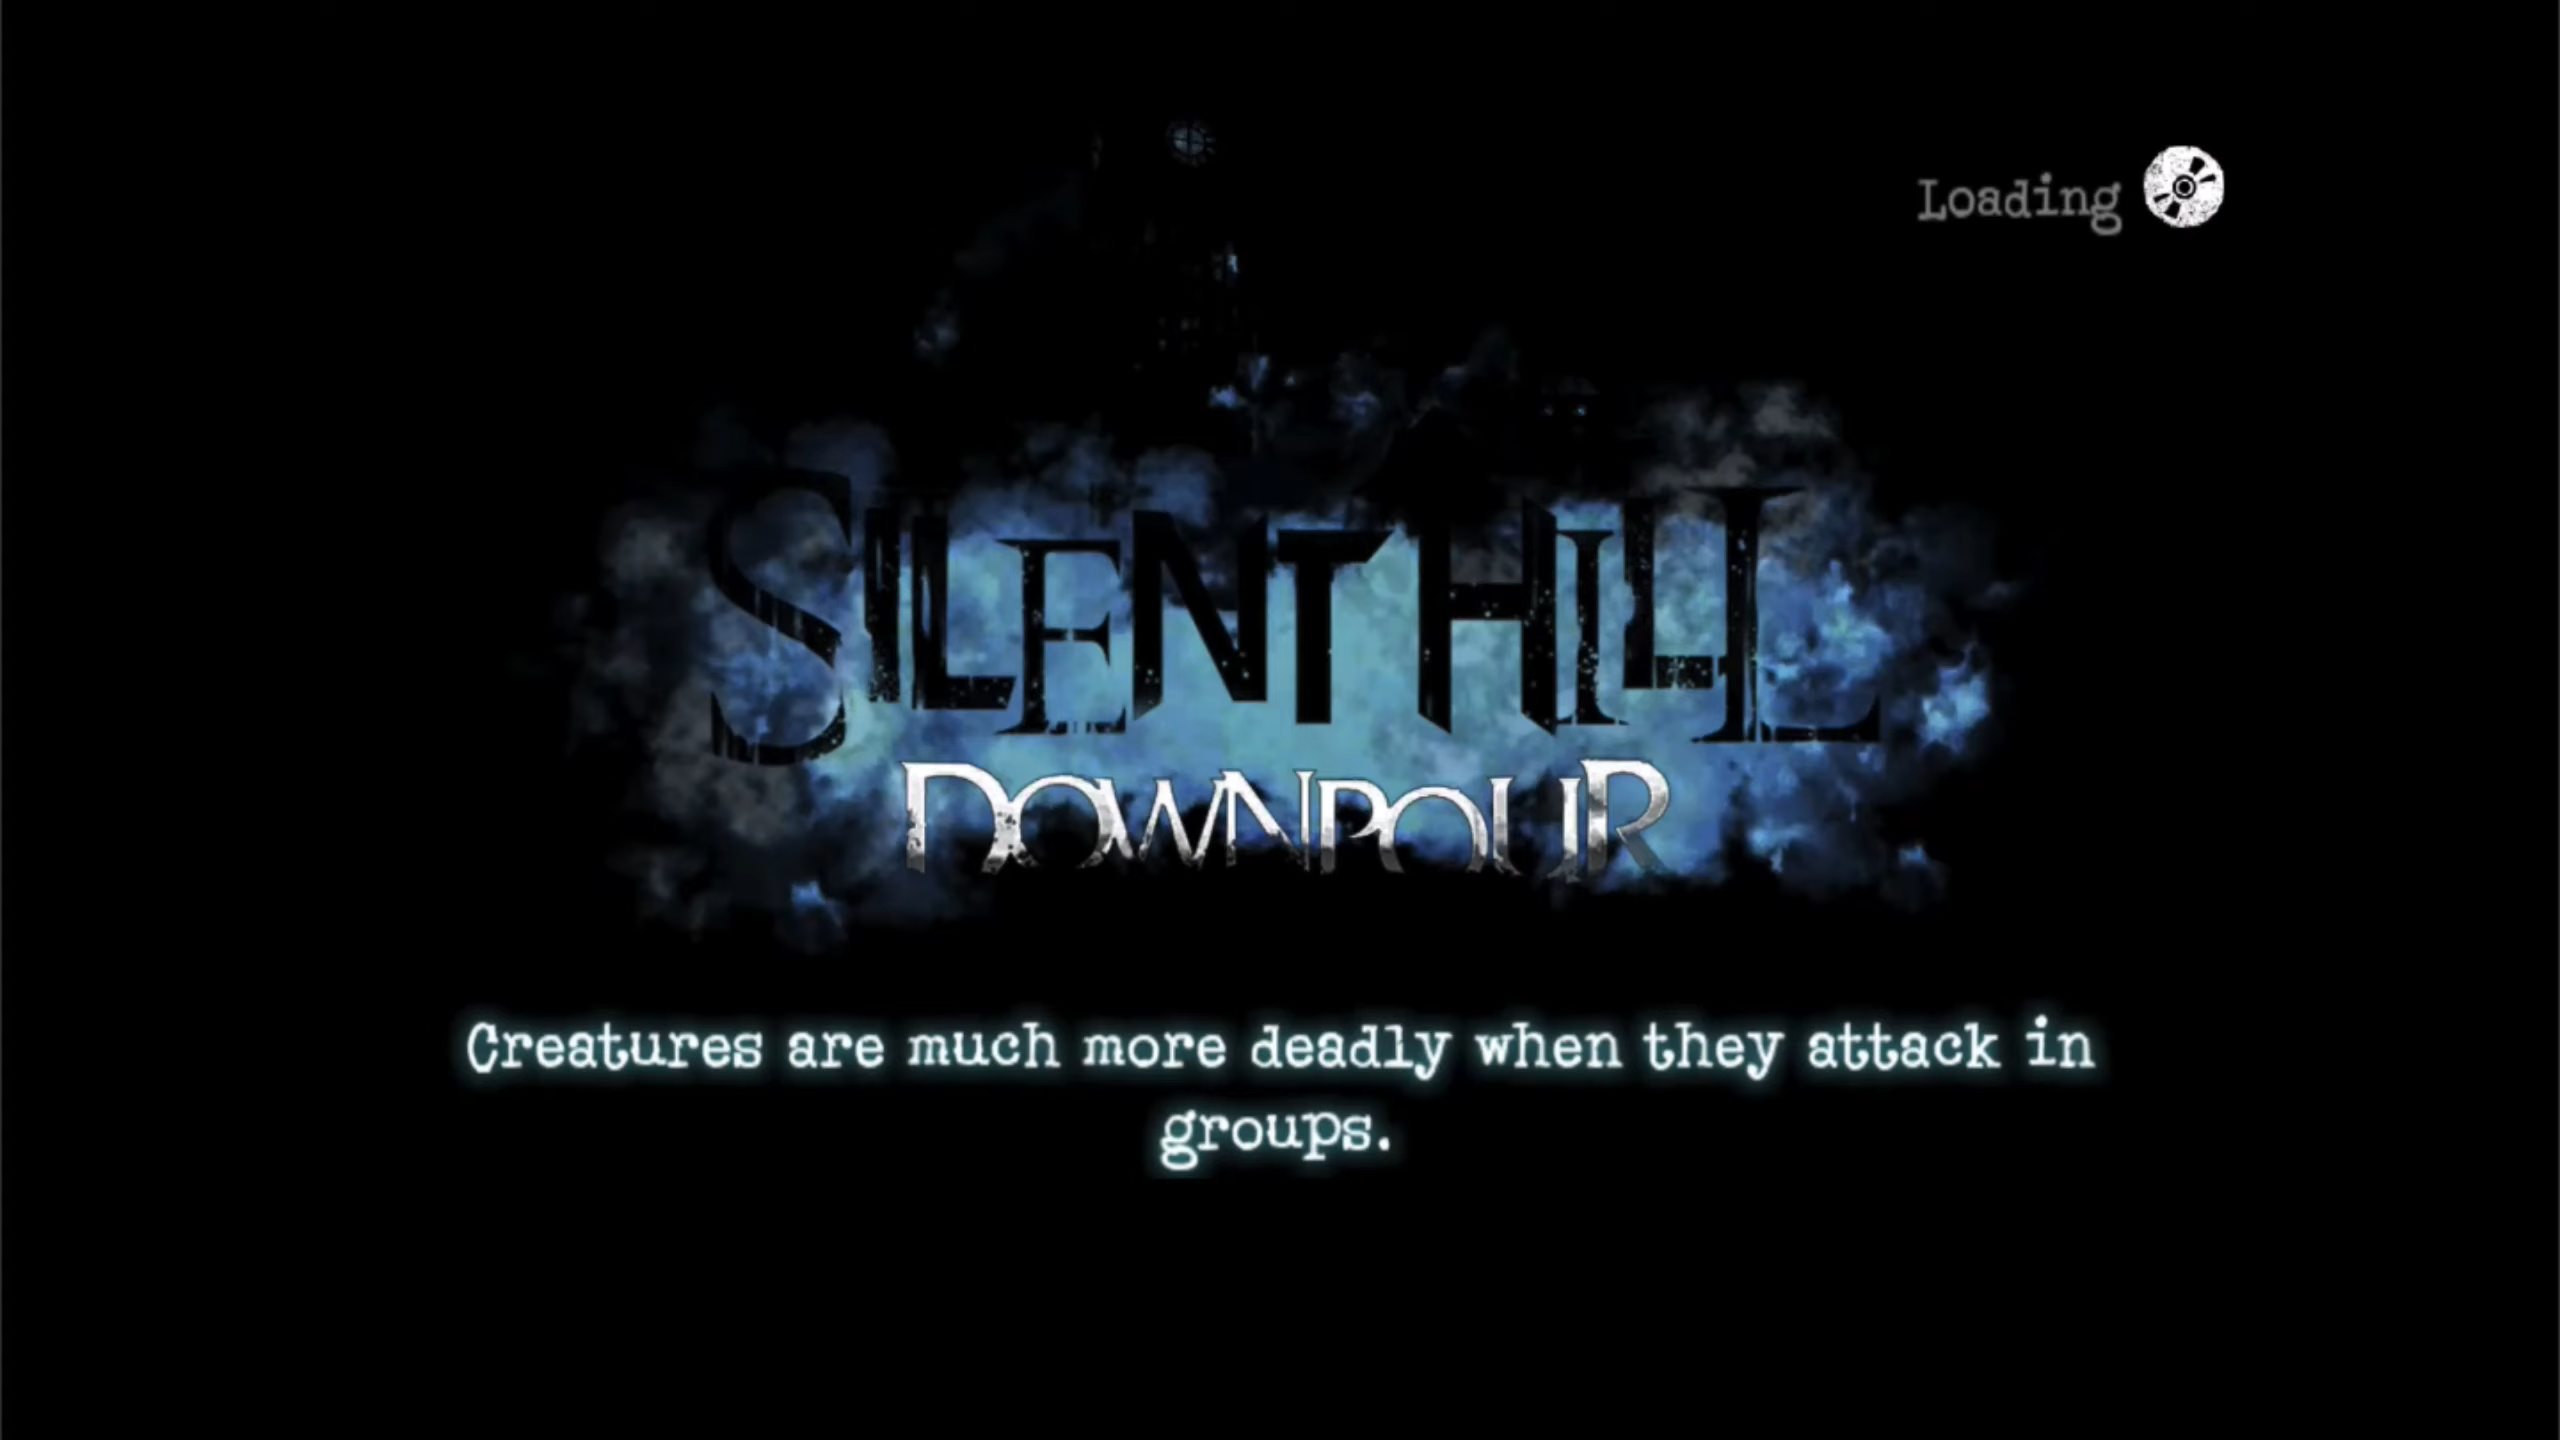 Loading
SILENT HILL
DOWNPOUR
Creatures are much more deadly when they attack in
groups.